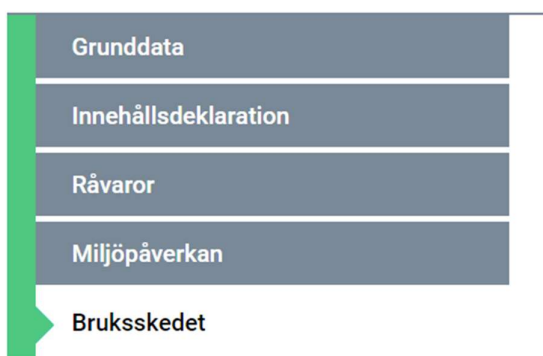 Grunddata
Innehållsdeklaration
Råvaror
Miljöpåverkan
Bruksskedet